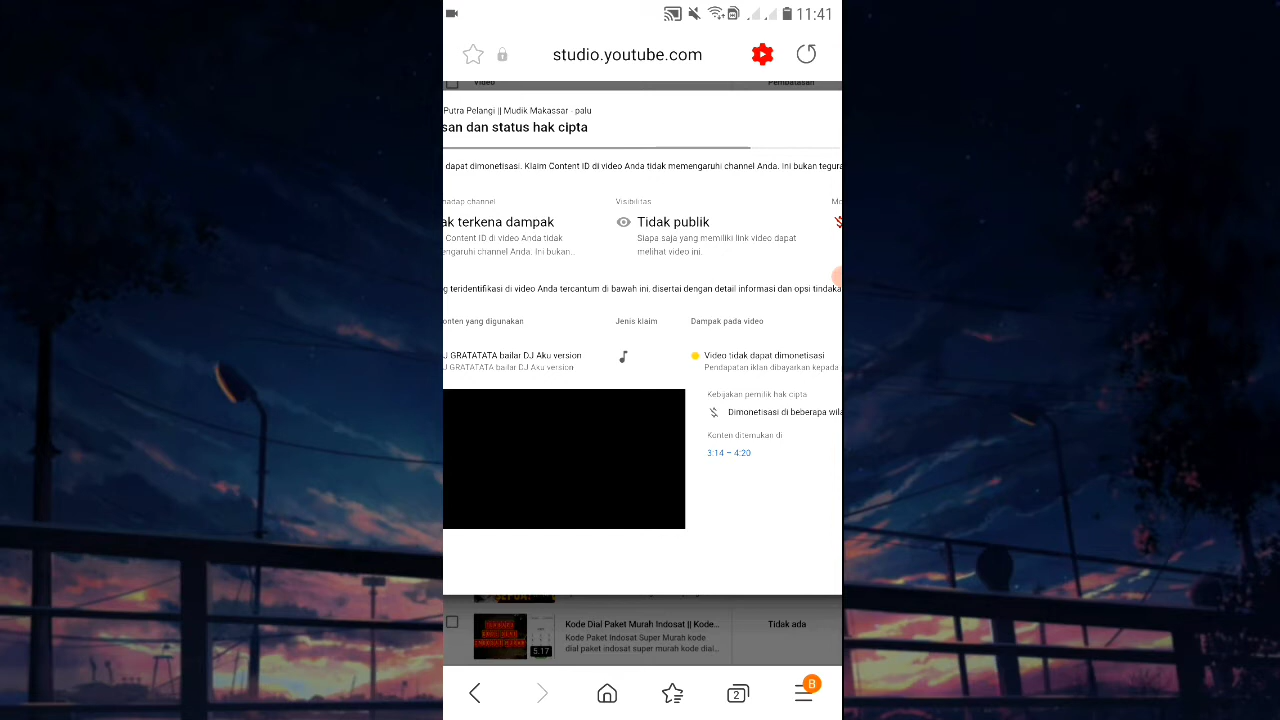 11:41
studio.youtube.com
Video
Pembatasan
Putra Pelangi || Mudik Makassar - palu
san dan status hak cipta
dapat dimonetisasi. Klaim Content ID di video Anda tidak memengaruhi channel Anda. Ini bukan tegura
hadap channel
Visibilitas
Mo
ak terkena dampak
Tidak publik
Content ID di video Anda tidak
engaruhi channel Anda. Ini bukan...
Siapa saja yang memiliki link video dapat
melihat video ini.
g teridentifikasi di video Anda tercantum di bawah ini, disertai dengan detail informasi dan opsi tindaka
onten yang digunakan
Jenis klaim
Dampak pada video
J GRATATATA bailar DJ Aku version
J GRATATATA bailar DJ Aku version
Video tidak dapat dimonetisasi
Pendapatan iklan dibayarkan kepada
Kebijakan pemilik hak cipta
Dimonetisasi di beberapa wila
Konten ditemukan di
3:14 – 4:20
Kode Dial Paket Murah Indosat || Kode...
Kode Paket Indosat Super Murah kode
dial paket indosat super murah kode dial...
5.17
Tidak ada
2
B